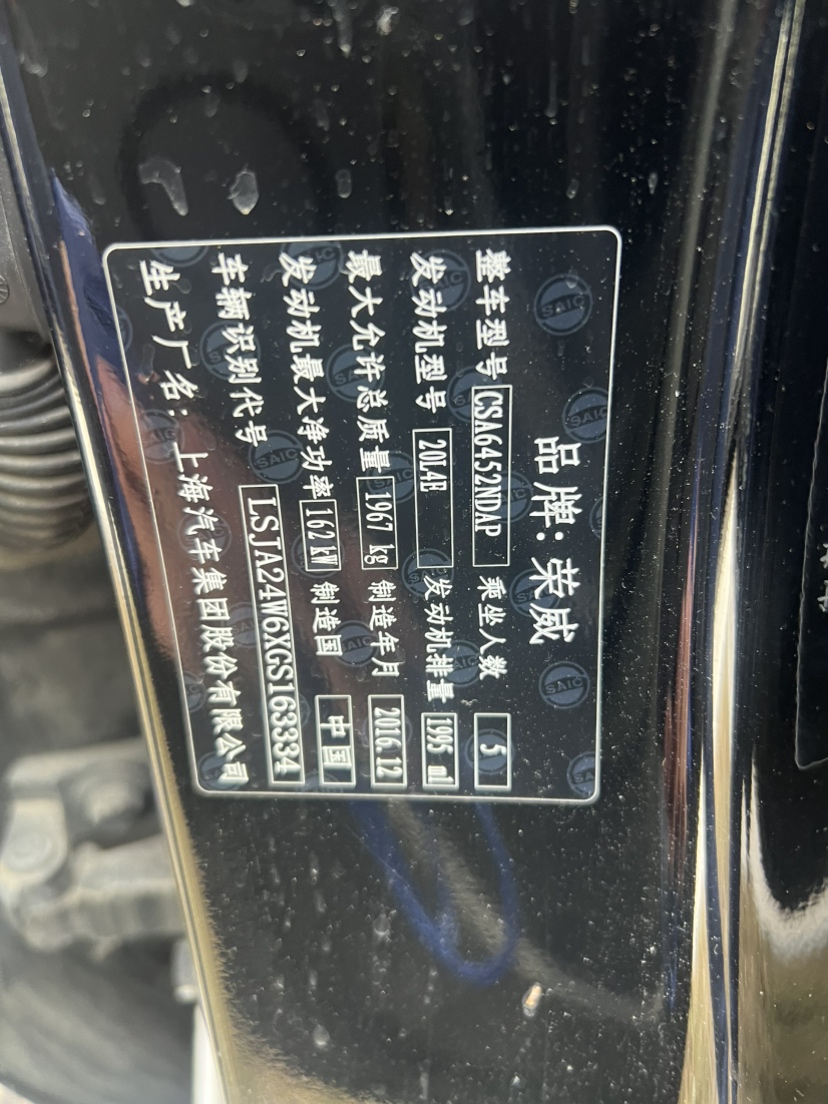 品牌：荣威
整车型号 CSA6452NDAP 乘坐人数 5
发动机型号 20L4E 发动机排量 1995 ml
最大允许总质量 1967 kg 制造年月 2016.12
发动机最大净功率 162 kW 制造国 中国
车辆识别代号 LSJA24W6XGS163334
生产厂名：上海汽车集团股份有限公司
SAIC